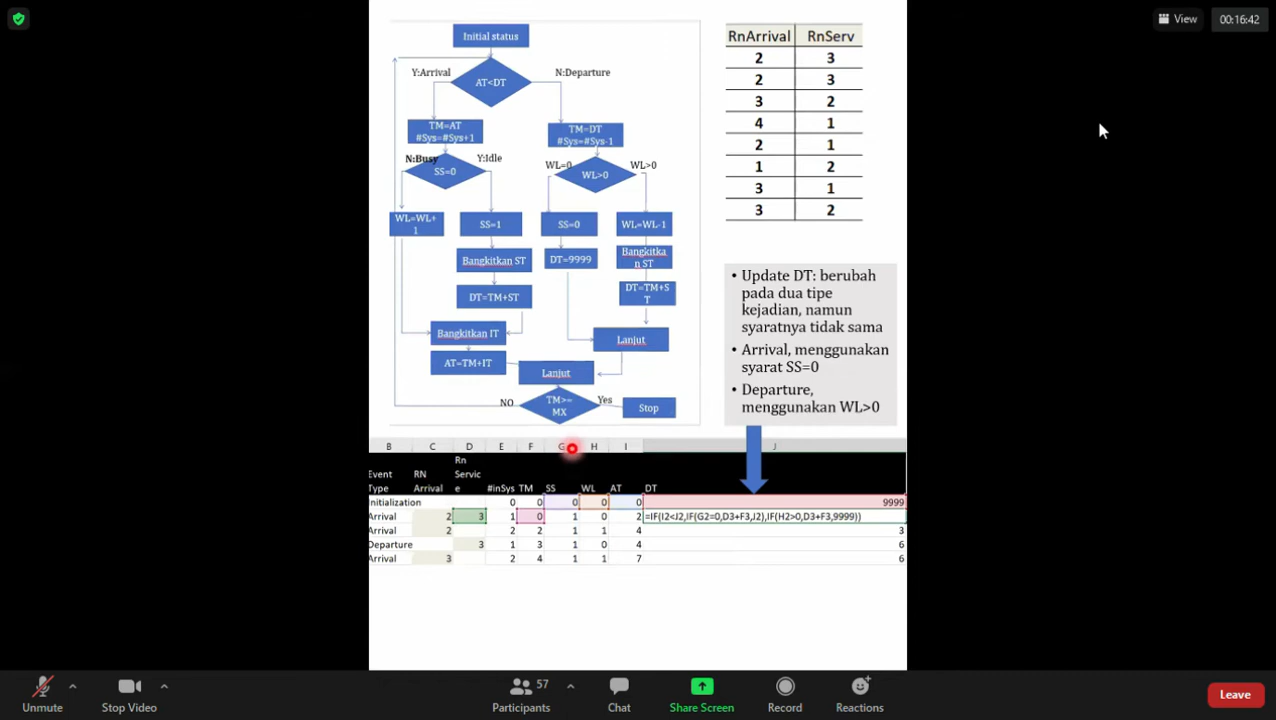 View
00:16:42
Initial status
Y:Arrival
N:Departure
AT<DT
TM=AT
#Sys=#Sys+1
TM=DT
#Sys=#Sys-1
N:Busy
Y:Idle
WL=0
WL>0
SS=0
WL>0
WL=WL+
1
SS=1
SS=0
WL=WL-1
Bangkitkan ST
DT=9999
Bangkitka
n ST
DT=TM+ST
DT=TM+S
T
Bangkitkan IT
Lanjut
AT=TM+IT
Lanjut
NO
TM>=
MX
Yes
Stop
RnArrival RnServ
2 3
2 3
3 2
4 1
2 1
1 2
3 1
3 2
• Update DT: berubah
pada dua tipe
kejadian, namun
syaratnya tidak sama
• Arrival, menggunakan
syarat SS=0
• Departure,
menggunakan WL>0
B C D E F G H I J
Event
Type
RN
Arrival
Rn
Servic
e
#inSys TM SS WL AT DT
Initialization 0 0 0 0 0 9999
Arrival 2 3 1 0 1 0 2 =IF(I2<J2,IF(G2=0,D3+F3,J2),IF(H2>0,D3+F3,9999))
Arrival 2 2 2 1 1 4 3
Departure 3 1 3 1 0 4 6
Arrival 3 2 4 1 1 7 6
Unmute
Stop Video
57
Participants
Chat
Share Screen
Record
Reactions
Leave